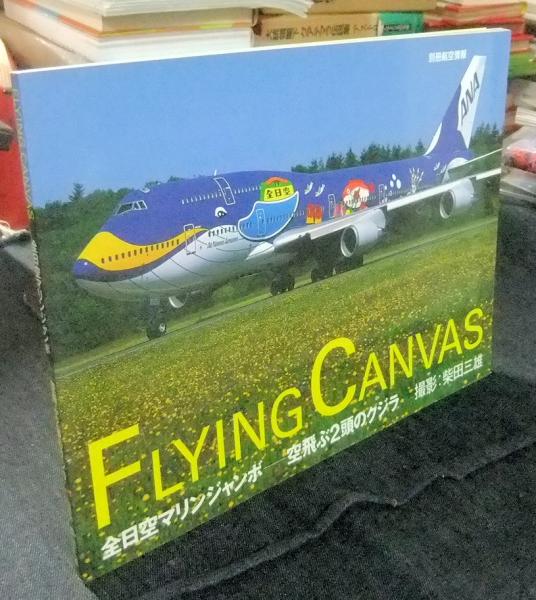 別冊航空情報
ANA
全日空
FLYING CANVAS
全日空マリンジャンボ――空飛ぶ2頭のクジラ 撮影：柴田三雄